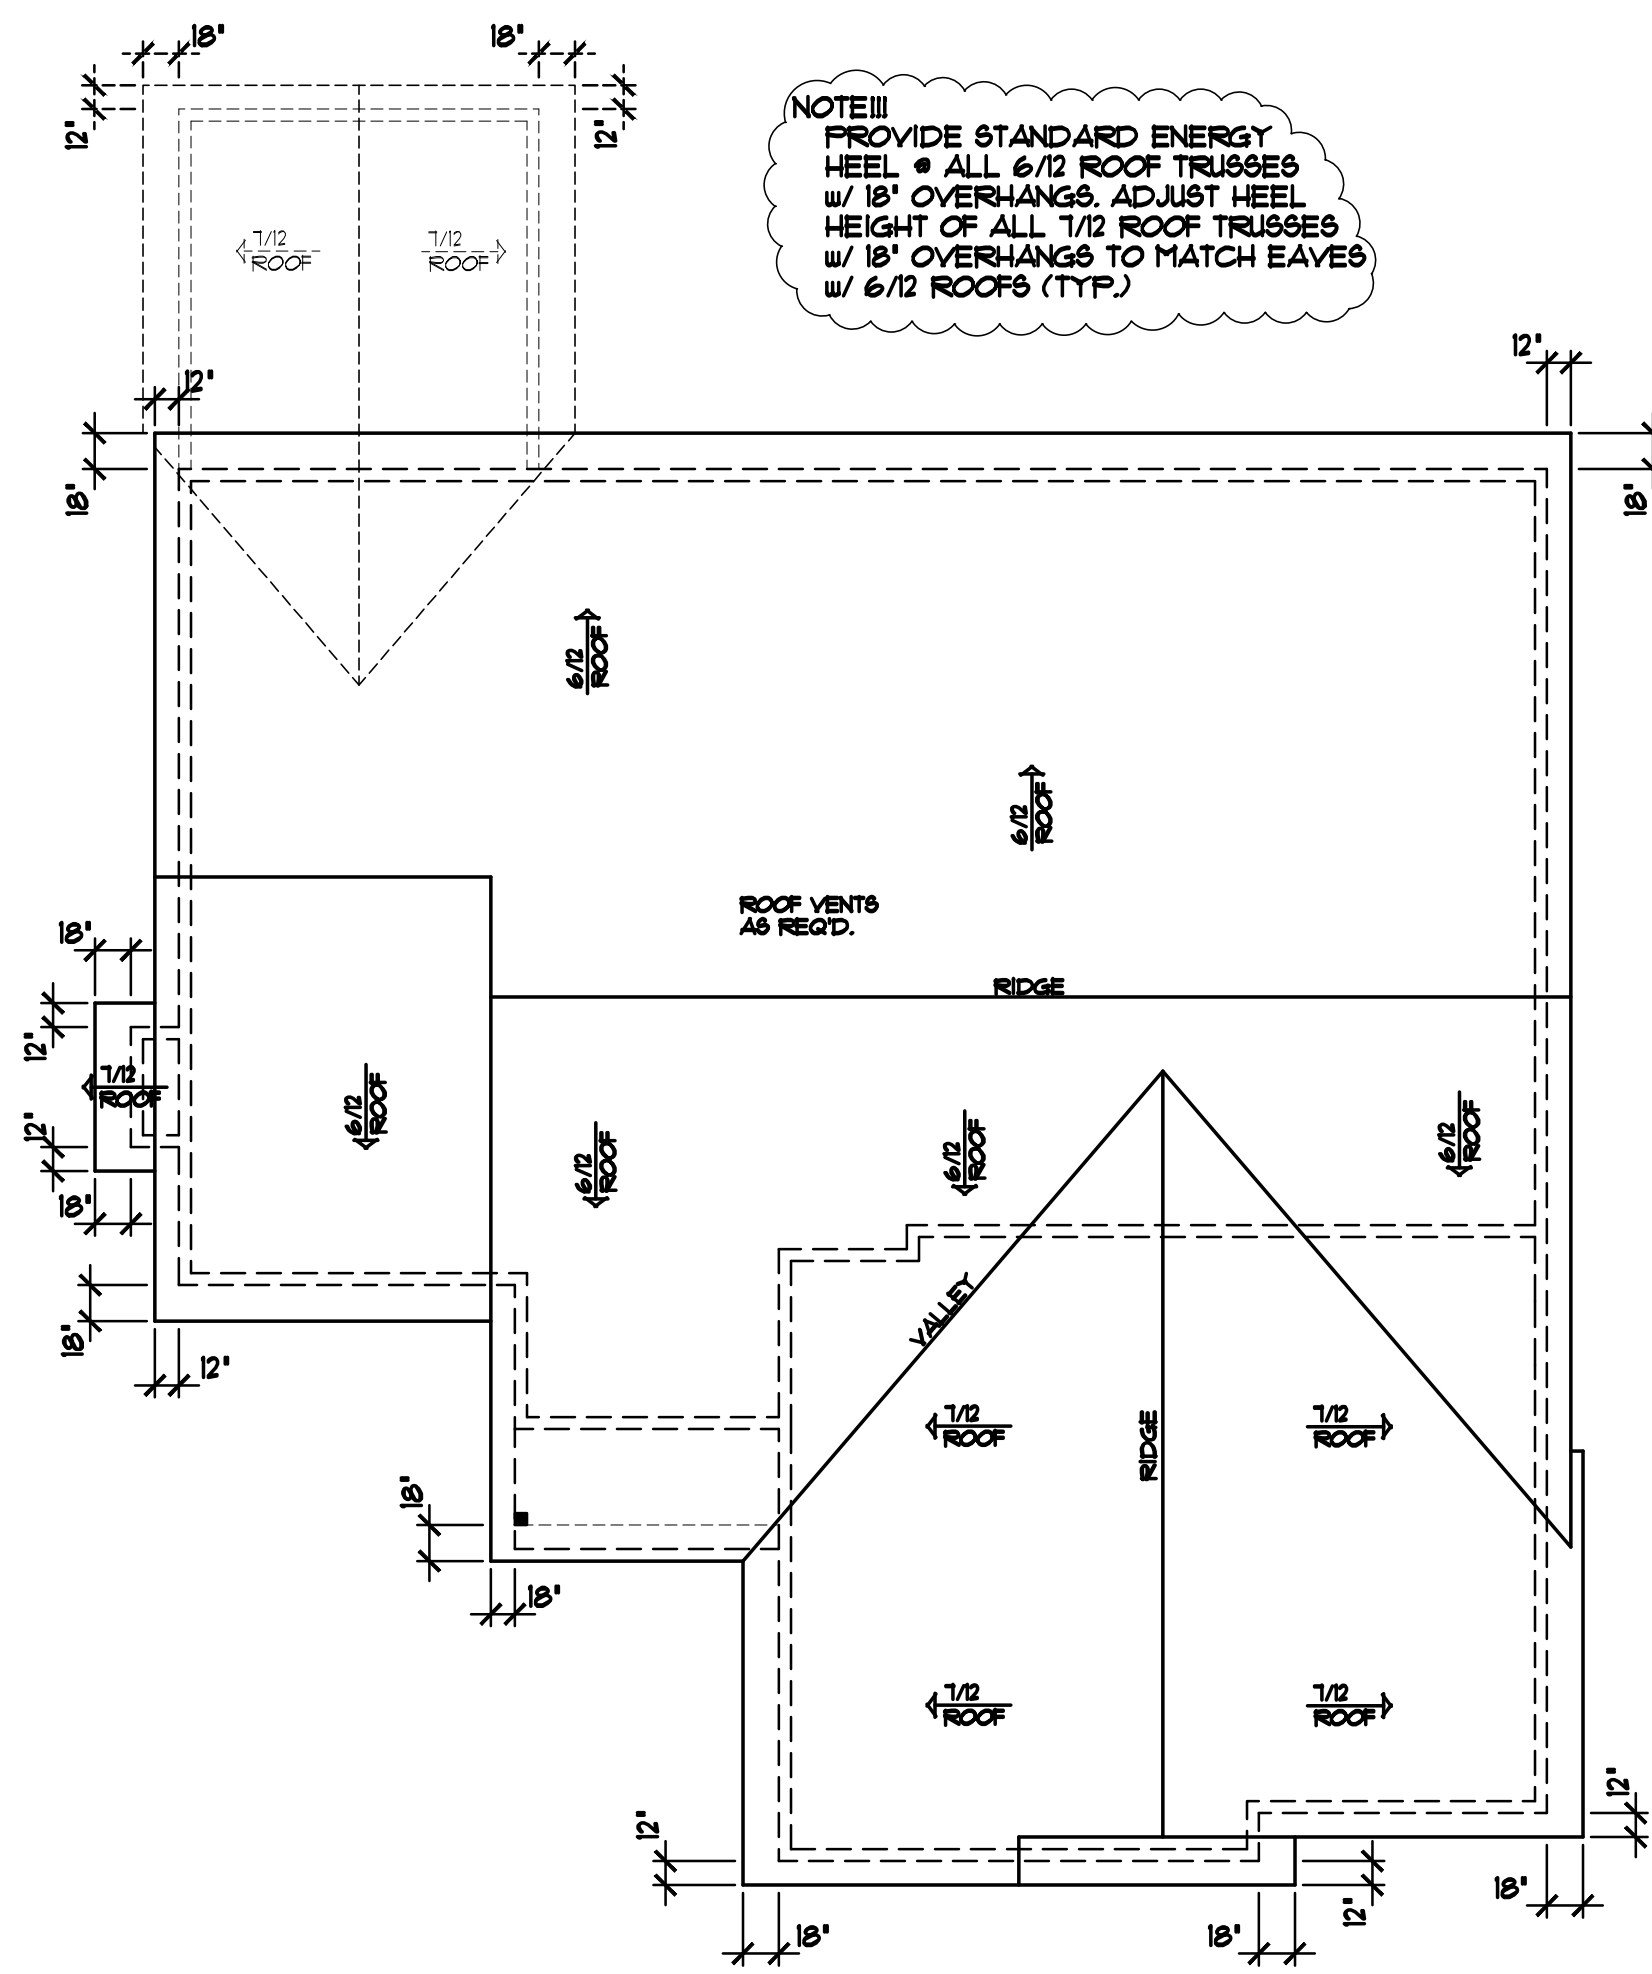 18"
18"
12"
12"
NOTE!!!
PROVIDE STANDARD ENERGY
HEEL @ ALL 6/12 ROOF TRUSSES
w/ 18" OVERHANGS. ADJUST HEEL
HEIGHT OF ALL 7/12 ROOF TRUSSES
w/ 18" OVERHANGS TO MATCH EAVES
w/ 6/12 ROOFS (TYP.)
7/12
ROOF
7/12
ROOF
12"
12"
18"
18"
6/12
ROOF
6/12
ROOF
ROOF VENTS
AS REQ'D.
18"
RIDGE
12"
7/12
ROOF
12"
18"
6/12
ROOF
6/12
ROOF
6/12
ROOF
6/12
ROOF
VALLEY
18"
12"
7/12
ROOF
RIDGE
7/12
ROOF
18"
18"
7/12
ROOF
7/12
ROOF
12"
12"
18"
12"
18"
18"